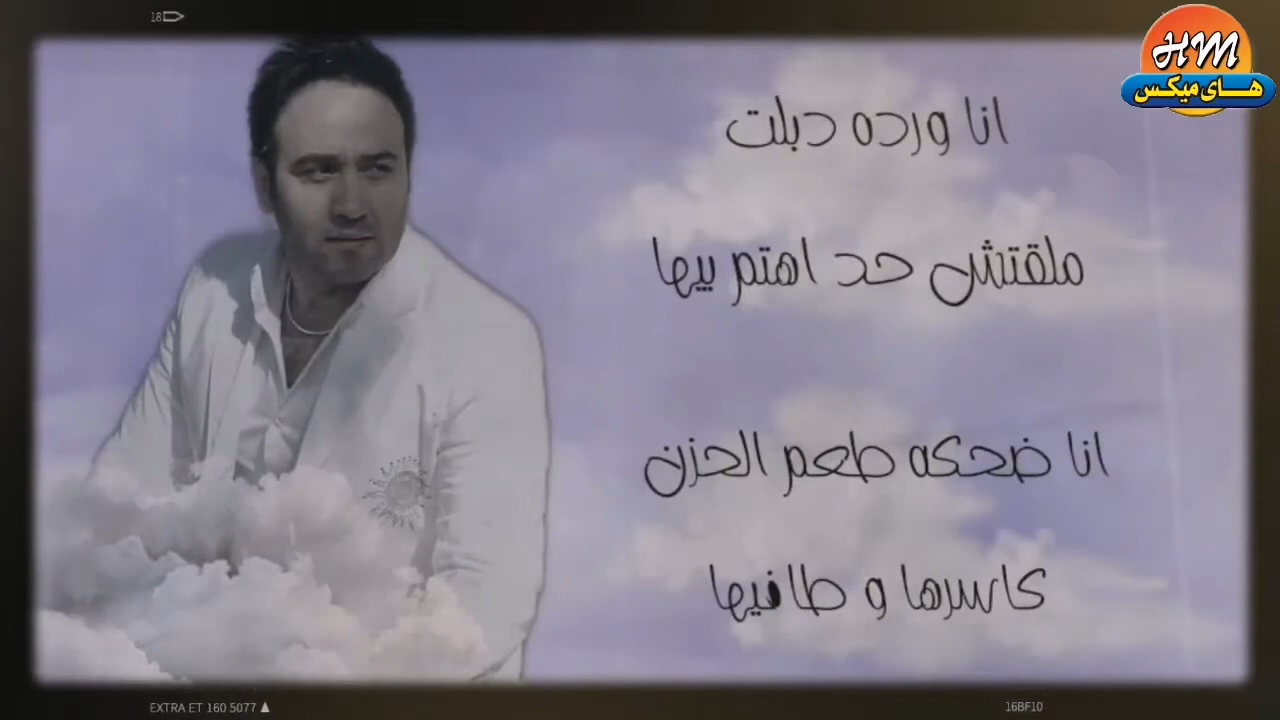 18
HM
هاى ميكس
انا ورده دبلت
ملقتش حد اهتم بيها
انا ضحكه طعم الحزن
كاسرها و طافيها
EXTRA ET 160 5077
16BF10